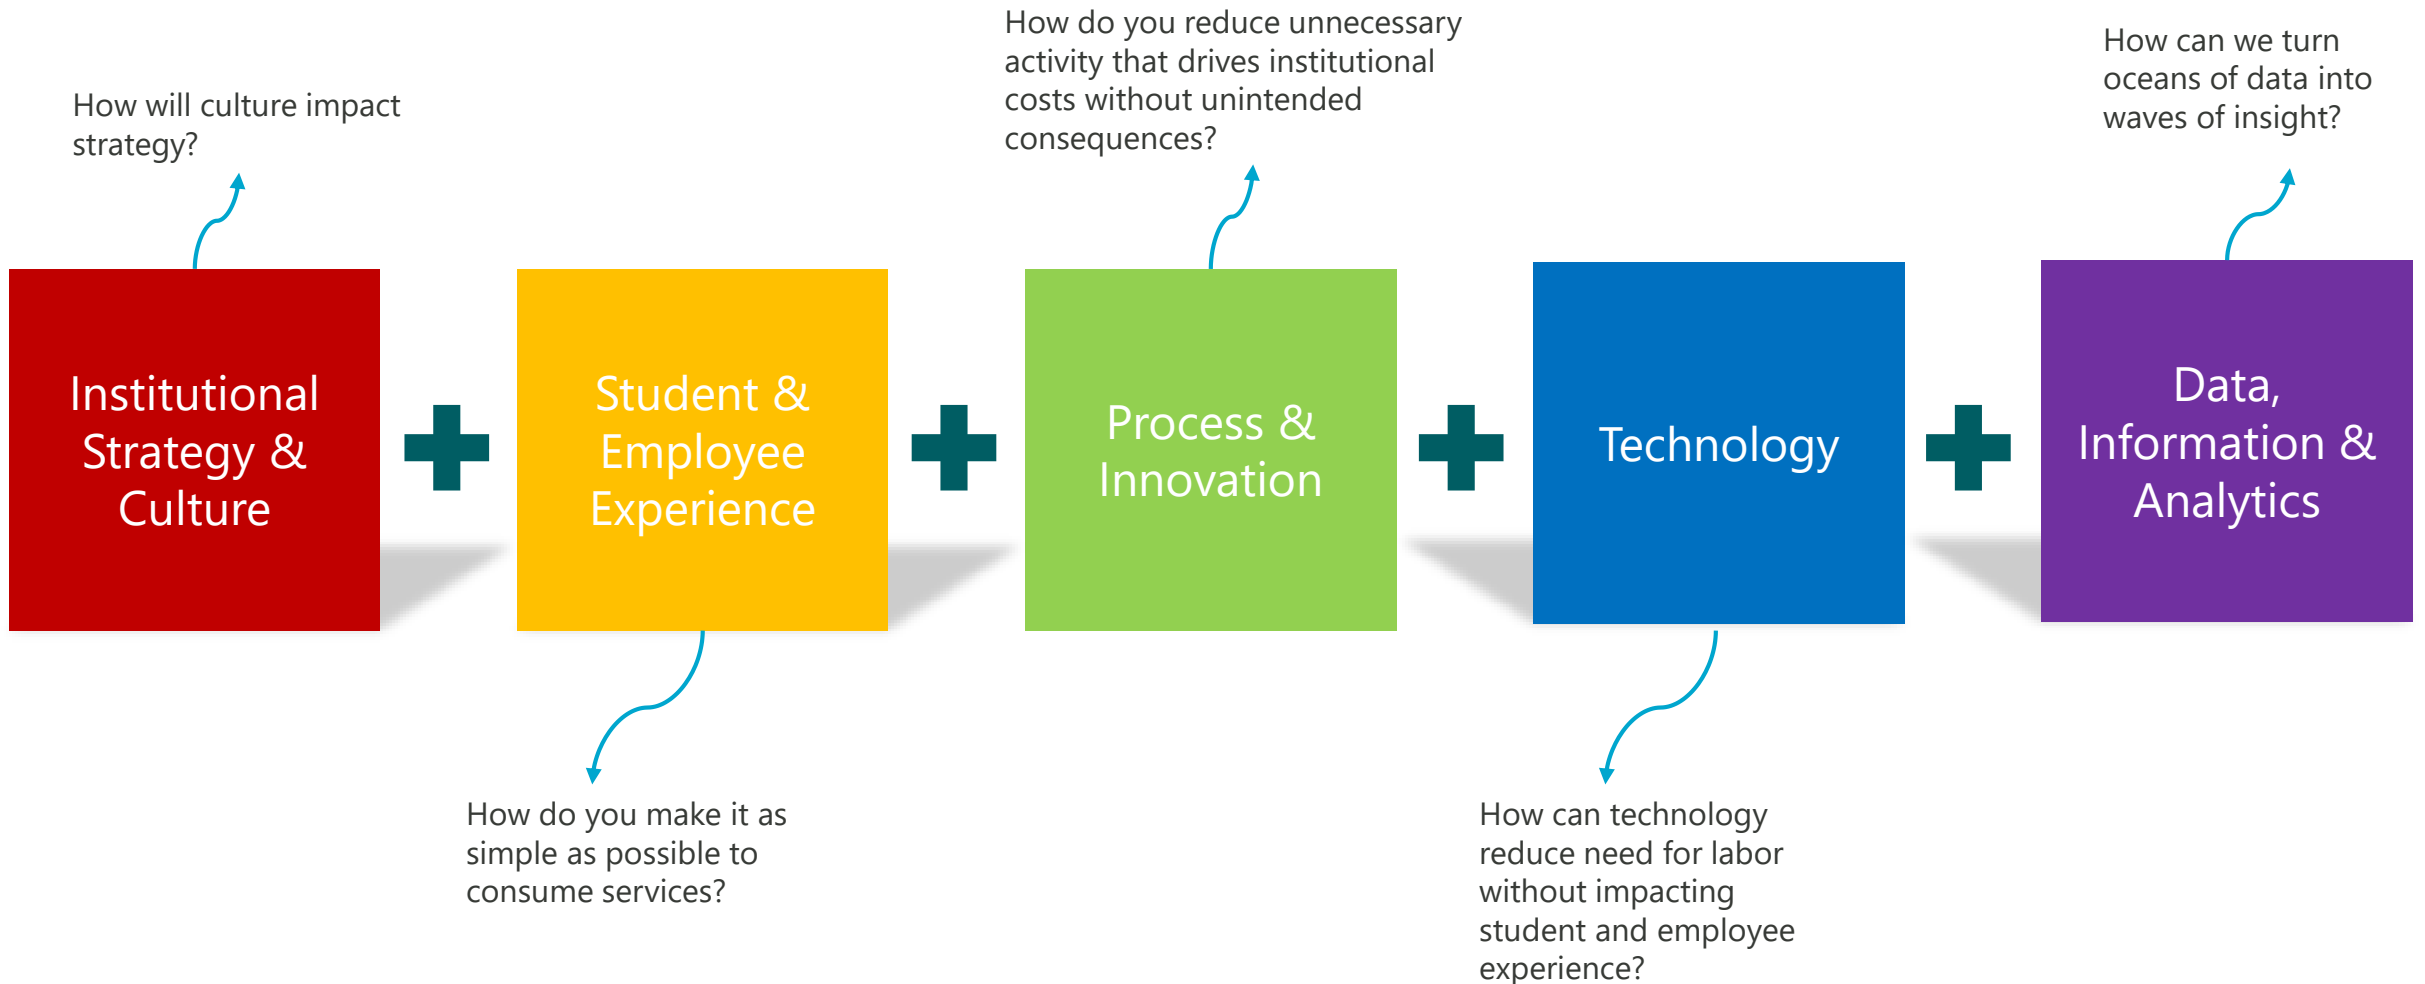 How will culture impact
strategy?
How do you reduce unnecessary
activity that drives institutional
costs without unintended
consequences?
How can we turn
oceans of data into
waves of insight?
Institutional
Strategy &
Culture
Student &
Employee
Experience
Process &
Innovation
Technology
Data,
Information &
Analytics
How do you make it as
simple as possible to
consume services?
How can technology
reduce need for labor
without impacting
student and employee
experience?